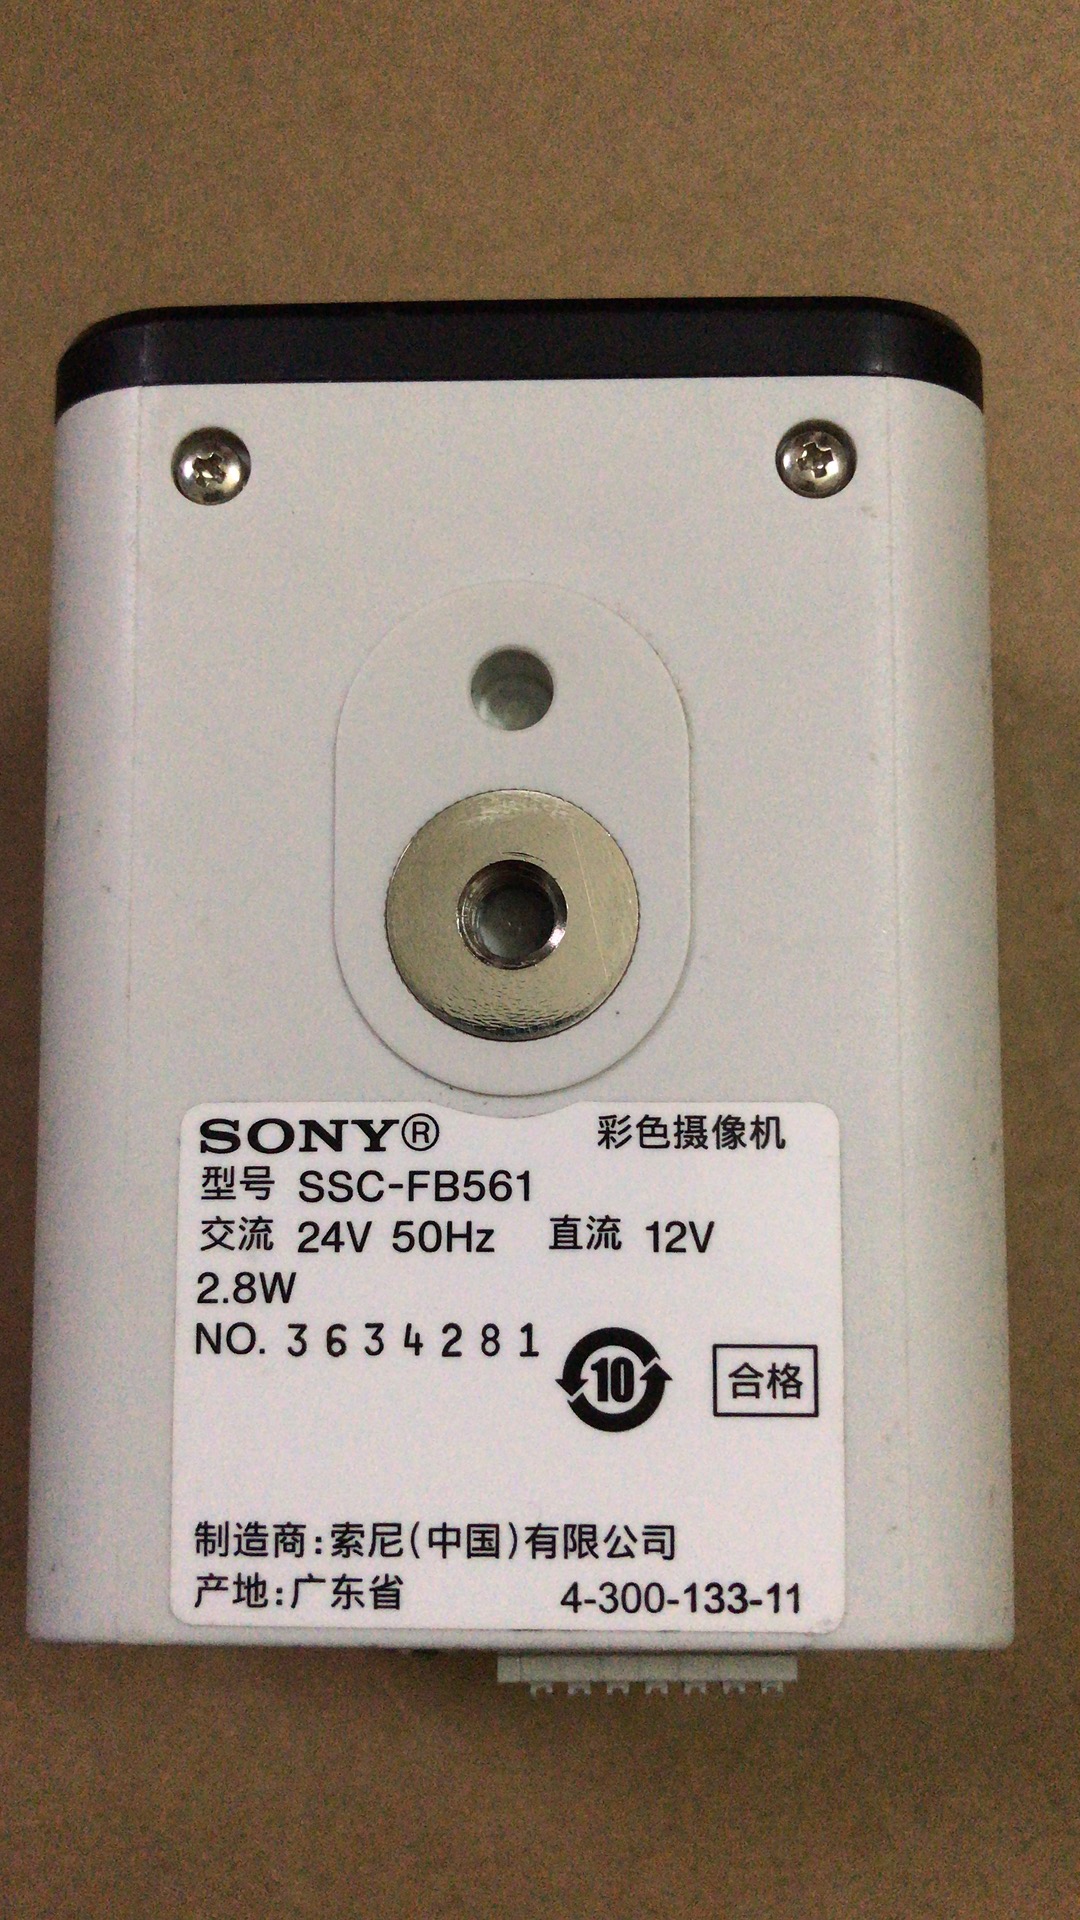 SONY® 彩色摄像机
型号 SSC-FB561
交流 24V 50Hz 直流 12V
2.8W
NO. 3634281
10 合格
制造商:索尼(中国)有限公司
产地:广东省 4-300-133-11